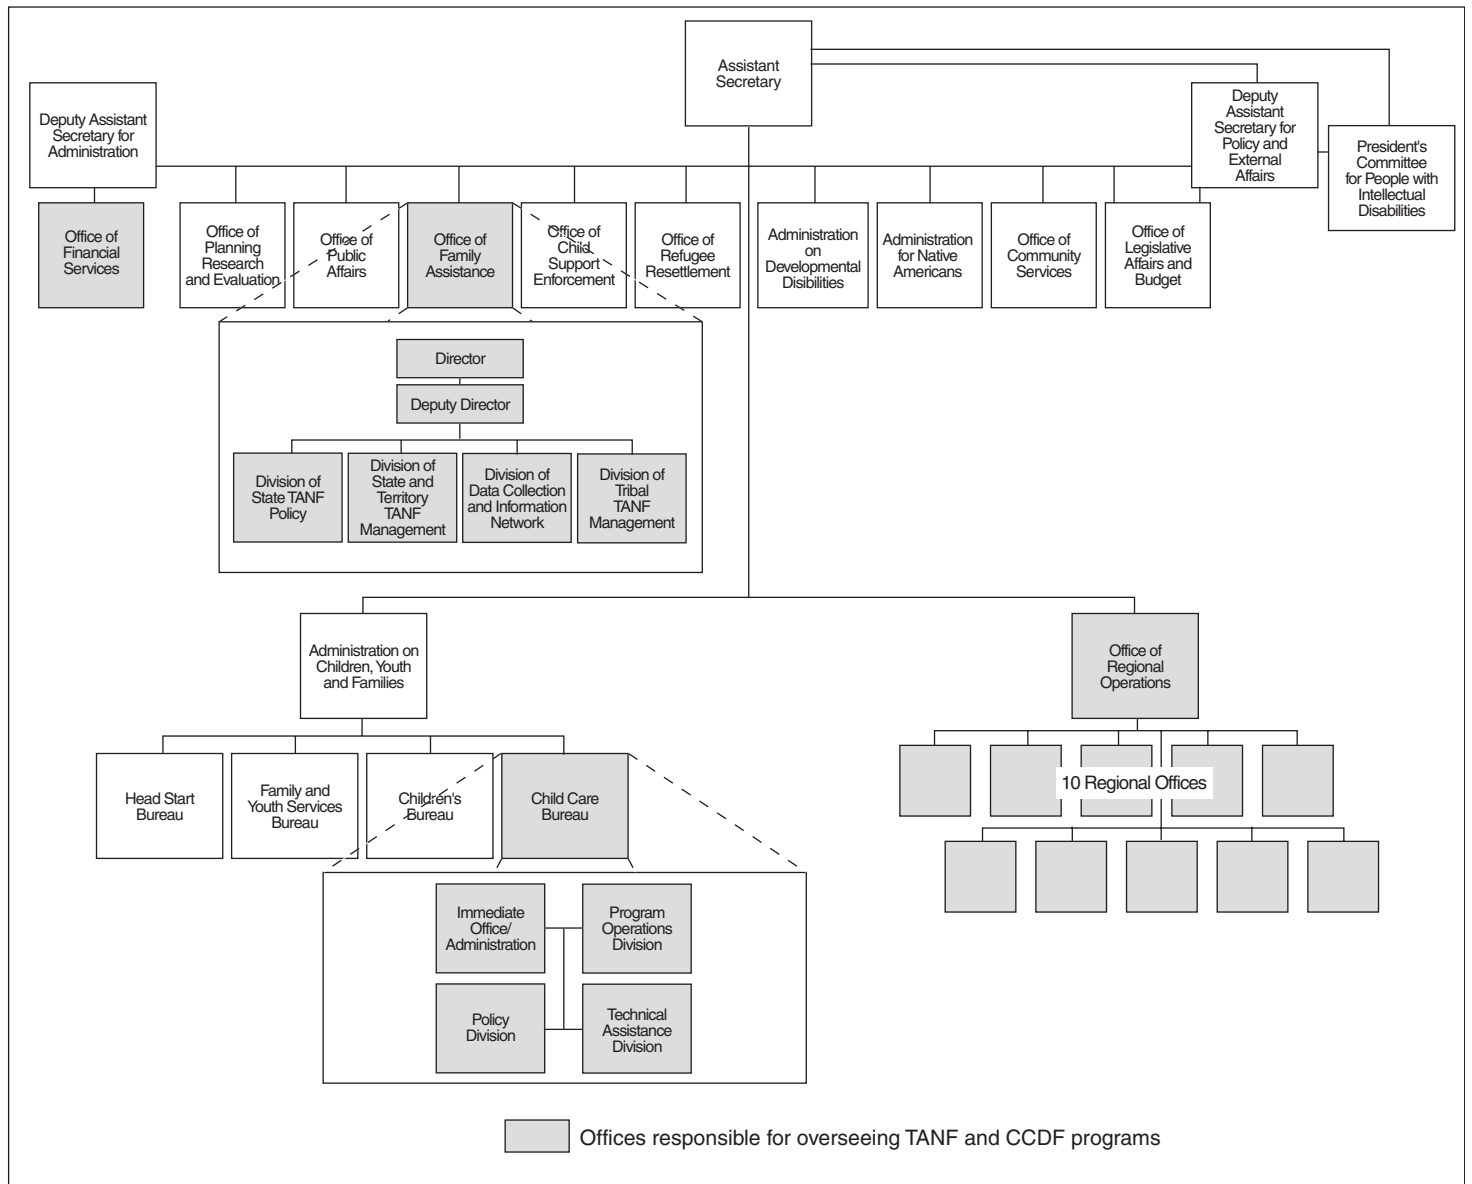 Assistant
Secretary
Deputy Assistant
Secretary for
Administration
Deputy
Assistant
Secretary for
Policy and
External
Affairs
President's
Committee
for People with
Intellectual
Disabilities
Office of
Financial
Services
Office of
Planning
Research
and Evaluation
Office of
Public
Affairs
Office of
Family
Assistance
Office of
Child
Support
Enforcement
Office of
Refugee
Resettlement
Administration
on
Developmental
Disibilities
Administration
for Native
Americans
Office of
Community
Services
Office of
Legislative
Affairs and
Budget
Director
Deputy Director
Division of
State TANF
Policy
Division of
State and
Territory
TANF
Management
Division of
Data Collection
and Information
Network
Division of
Tribal
TANF
Management
Administration on
Children, Youth
and Families
Office of
Regional
Operations
Head Start
Bureau
Family and
Youth Services
Bureau
Children's
Bureau
Child Care
Bureau
10 Regional Offices
Immediate
Office/
Administration
Program
Operations
Division
Policy
Division
Technical
Assistance
Division
Offices responsible for overseeing TANF and CCDF programs